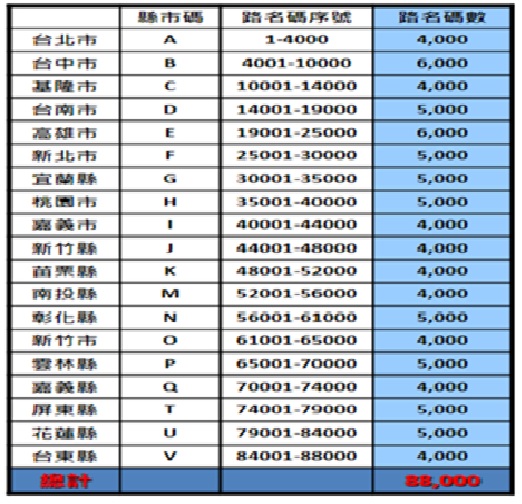 縣市碼 路名碼序號 路名碼數
台北市 A 1-4000 4,000
台中市 B 4001-10000 6,000
基隆市 C 10001-14000 4,000
台南市 D 14001-19000 5,000
高雄市 E 19001-25000 6,000
新北市 F 25001-30000 5,000
宜蘭縣 G 30001-35000 5,000
桃園市 H 35001-40000 5,000
嘉義市 I 40001-44000 4,000
新竹縣 J 44001-48000 4,000
苗栗縣 K 48001-52000 4,000
南投縣 M 52001-56000 4,000
彰化縣 N 56001-61000 5,000
新竹市 O 61001-65000 4,000
雲林縣 P 65001-70000 5,000
嘉義縣 Q 70001-74000 4,000
屏東縣 T 74001-79000 5,000
花蓮縣 U 79001-84000 5,000
台東縣 V 84001-88000 4,000
總計 88,000